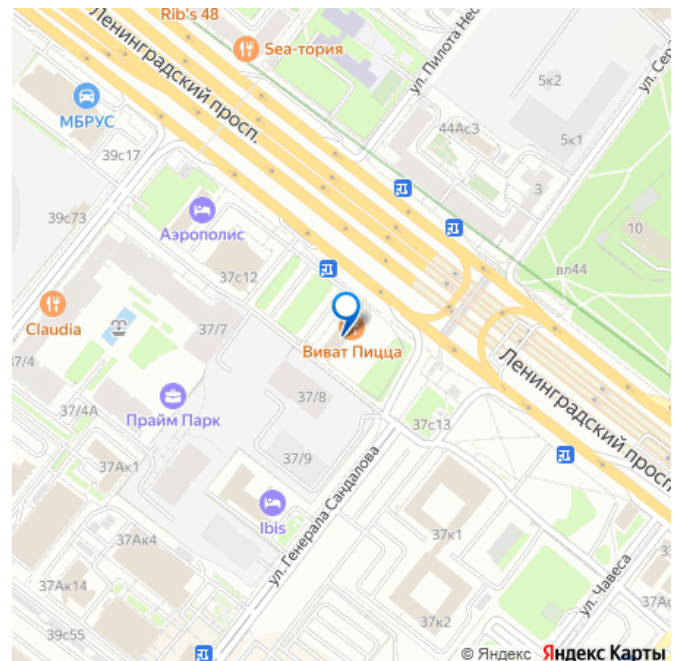 Rib's 48
Ленинградский просп.
Sea-тория
ул. Пилота Нес
ул. Сер
5к2
МБРУС
44Ас3
5к1
39с17
3
39с73
Аэрополис
10
37с12
вл44
Claudia
37/7
Виват Пицца
Ленинградский просп.
37/4
37/4А
Прайм Парк
37/8
37с13
37Ак1
37/9
ул. Генерала Сандалова
Ibis
37к1
37Ак4
ул. Чавеса
37Ак14
37Ас
37к2
39с55
© Яндекс Яндекс Карты